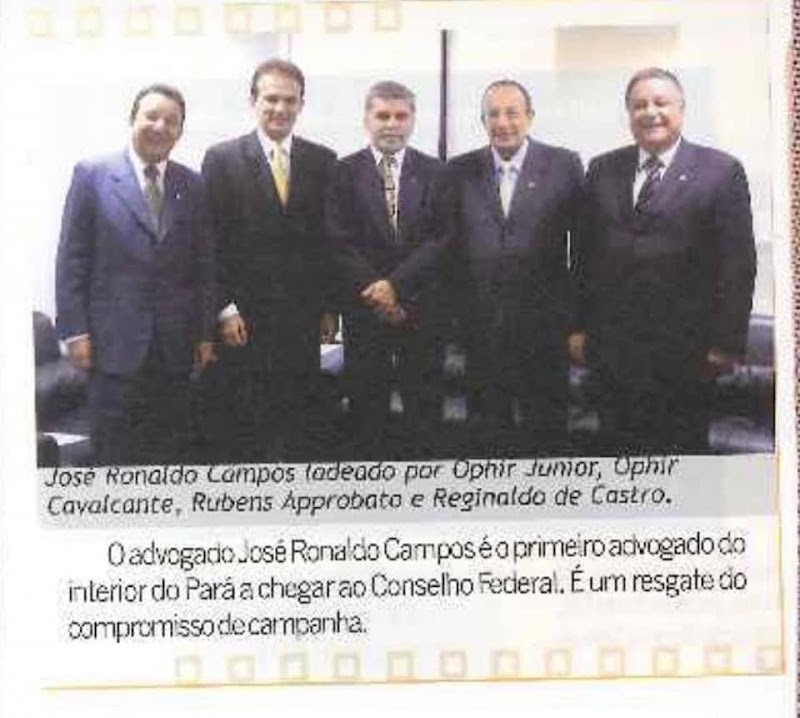 José Ronaldo Campos ladeado por Ophir Junior, Ophir
Cavalcante, Rubens Approbato e Reginaldo de Castro.
O advogado José Ronaldo Campos é o primeiro advogado do
interior do Pará a chegar ao Conselho Federal. É um resgate do
compromisso de campanha.